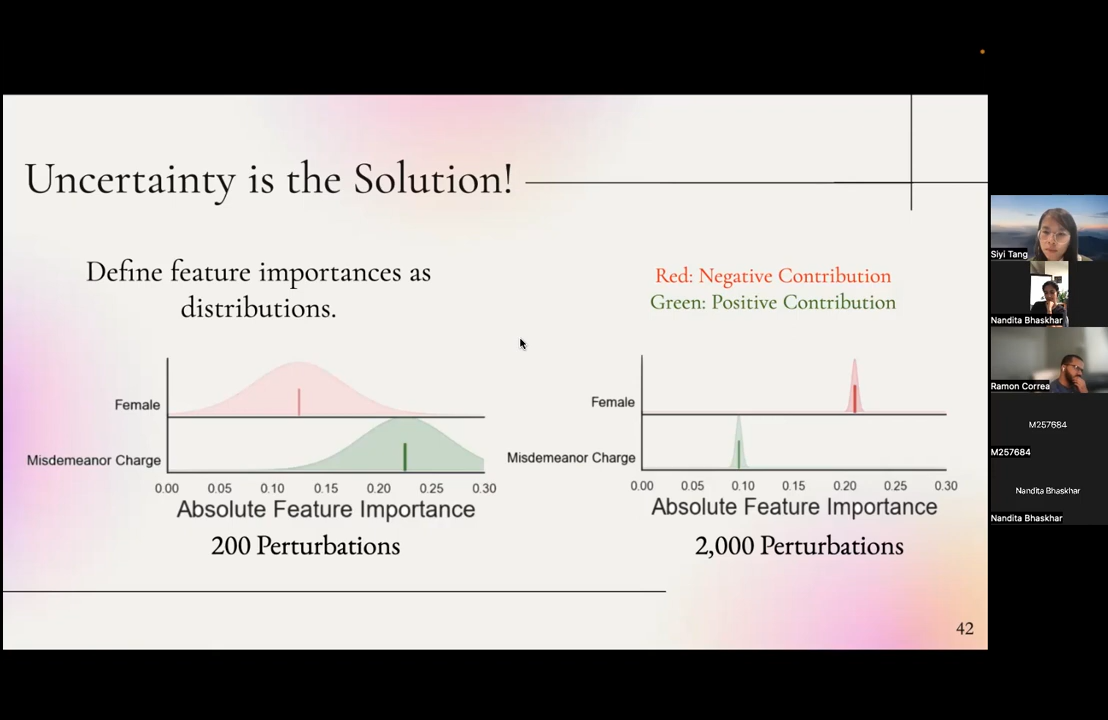 Uncertainty is the Solution!
Define feature importances as
distributions.
Red: Negative Contribution
Green: Positive Contribution
Female
Misdemeanor Charge
0.00 0.05 0.10 0.15 0.20 0.25 0.30
Absolute Feature Importance
200 Perturbations
Female
Misdemeanor Charge
0.00 0.05 0.10 0.15 0.20 0.25 0.30
Absolute Feature Importance
2,000 Perturbations
42
Siyi Tang
Nandita Bhaskhar
Ramon Correa
M257684
M257684
Nandita Bhaskhar
Nandita Bhaskhar